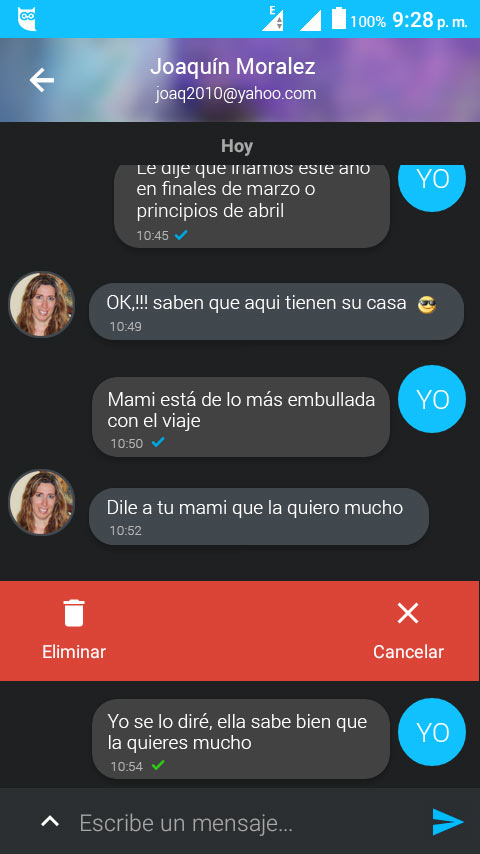 E
100% 9:28 p. m.
Joaquín Moralez
joaq2010@yahoo.com
Hoy
Le dije que iríamos este año
en finales de marzo o
principios de abril
10:45
YO
OK,!!! saben que aqui tienen su casa
10:49
Mami está de lo más embullada
con el viaje
10:50
YO
Dile a tu mami que la quiero mucho
10:52
Eliminar
Cancelar
Yo se lo diré, ella sabe bien que
la quieres mucho
10:54
YO
Escribe un mensaje...